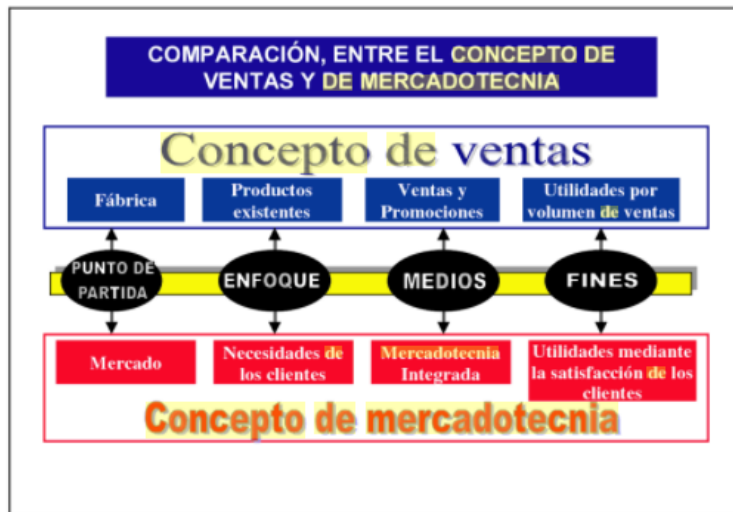 COMPARACIÓN, ENTRE EL CONCEPTO DE
VENTAS Y DE MERCADOTECNIA
Concepto de ventas
Fábrica
Productos
existentes
Ventas y
Promociones
Utilidades por
volumen de ventas
PUNTO DE
PARTIDA
ENFOQUE
MEDIOS
FINES
Mercado
Necesidades de
los clientes
Mercadotecnia
Integrada
Utilidades mediante
la satisfacción de los
clientes
Concepto de mercadotecnia